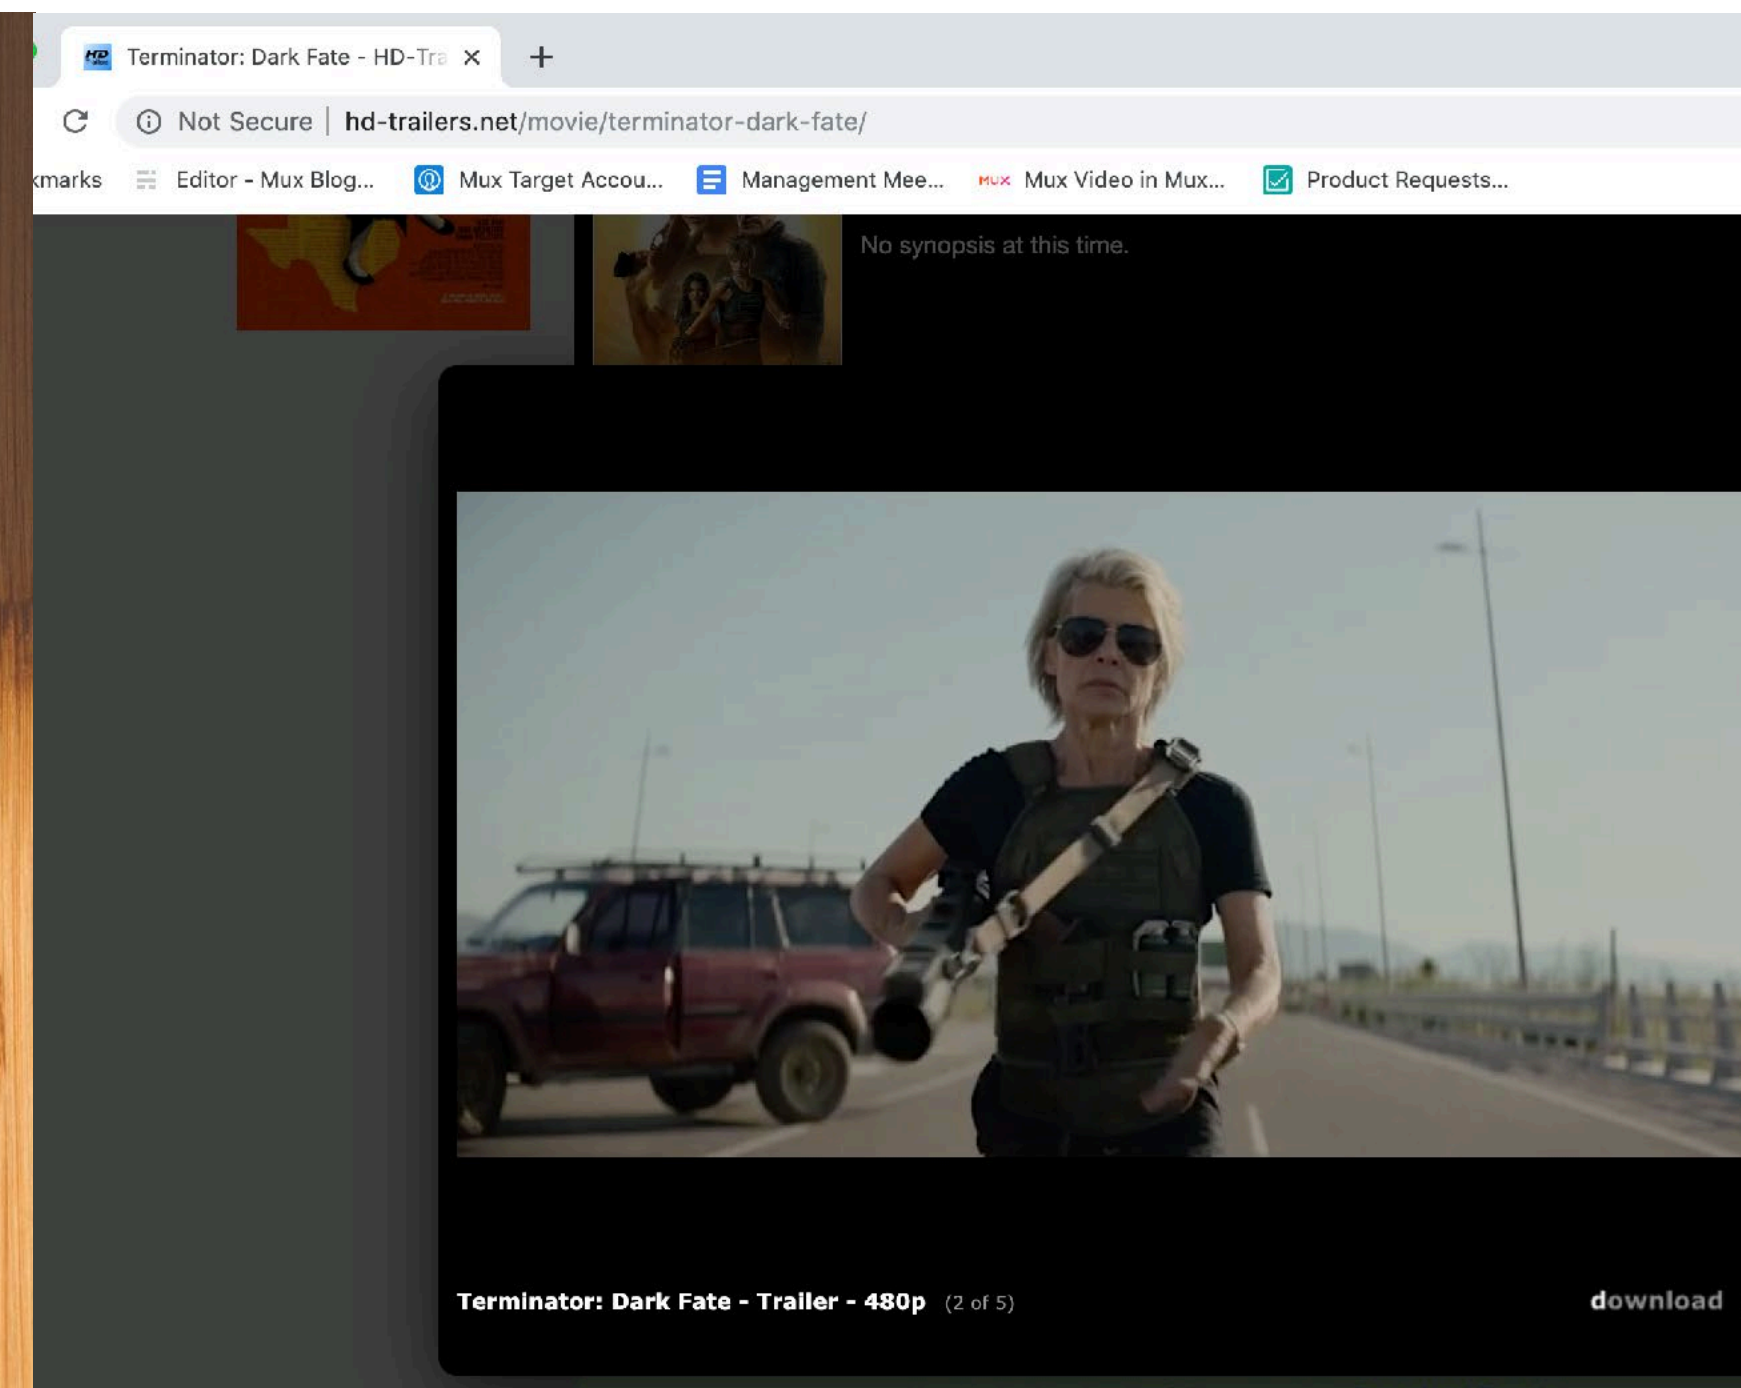 HD
Terminator: Dark Fate - HD-Tra
Not Secure | hd-trailers.net/movie/terminator-dark-fate/
kmarks
Editor - Mux Blog...
Mux Target Accou...
Management Mee...
MUX Mux Video in Mux...
Product Requests...
No synopsis at this time.
Terminator: Dark Fate - Trailer - 480p (2 of 5)
download